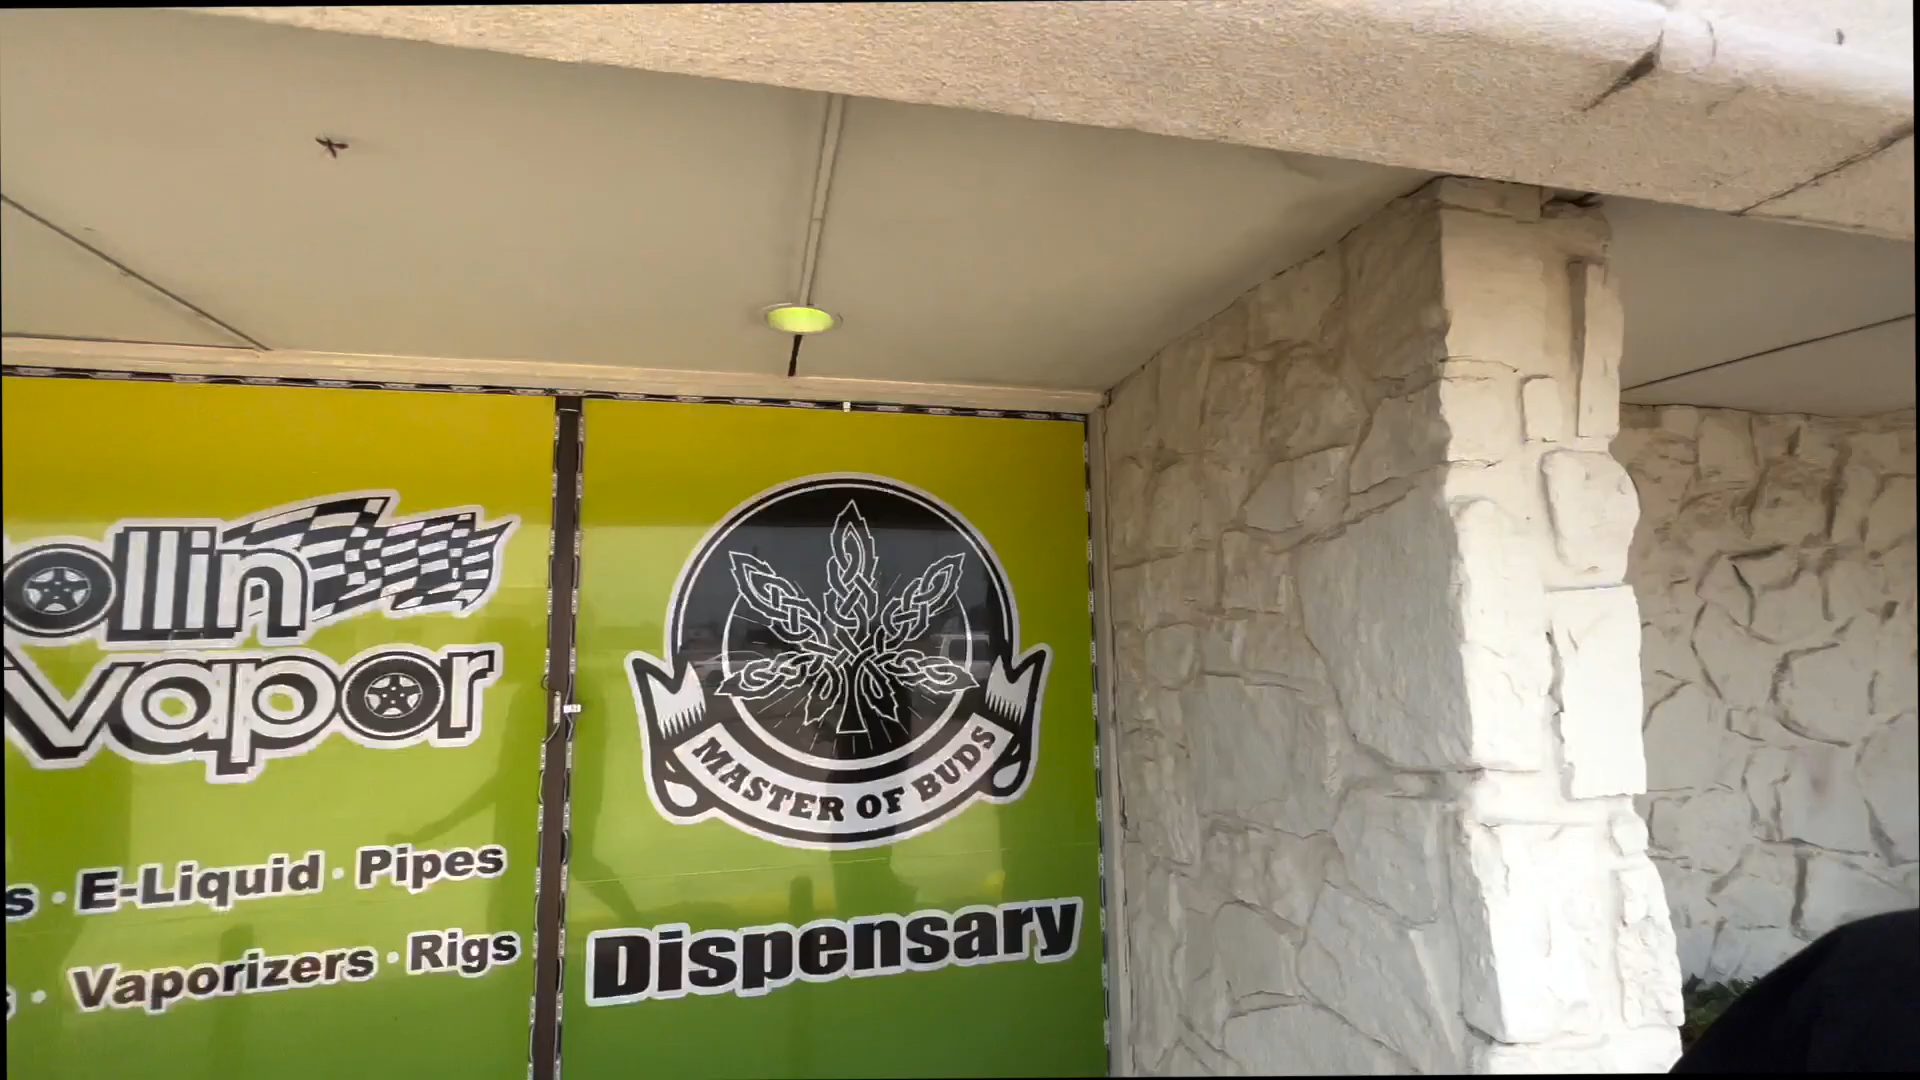 ollin
vapor
s · E-Liquid · Pipes
· Vaporizers · Rigs
MASTER OF BUDS
Dispensary